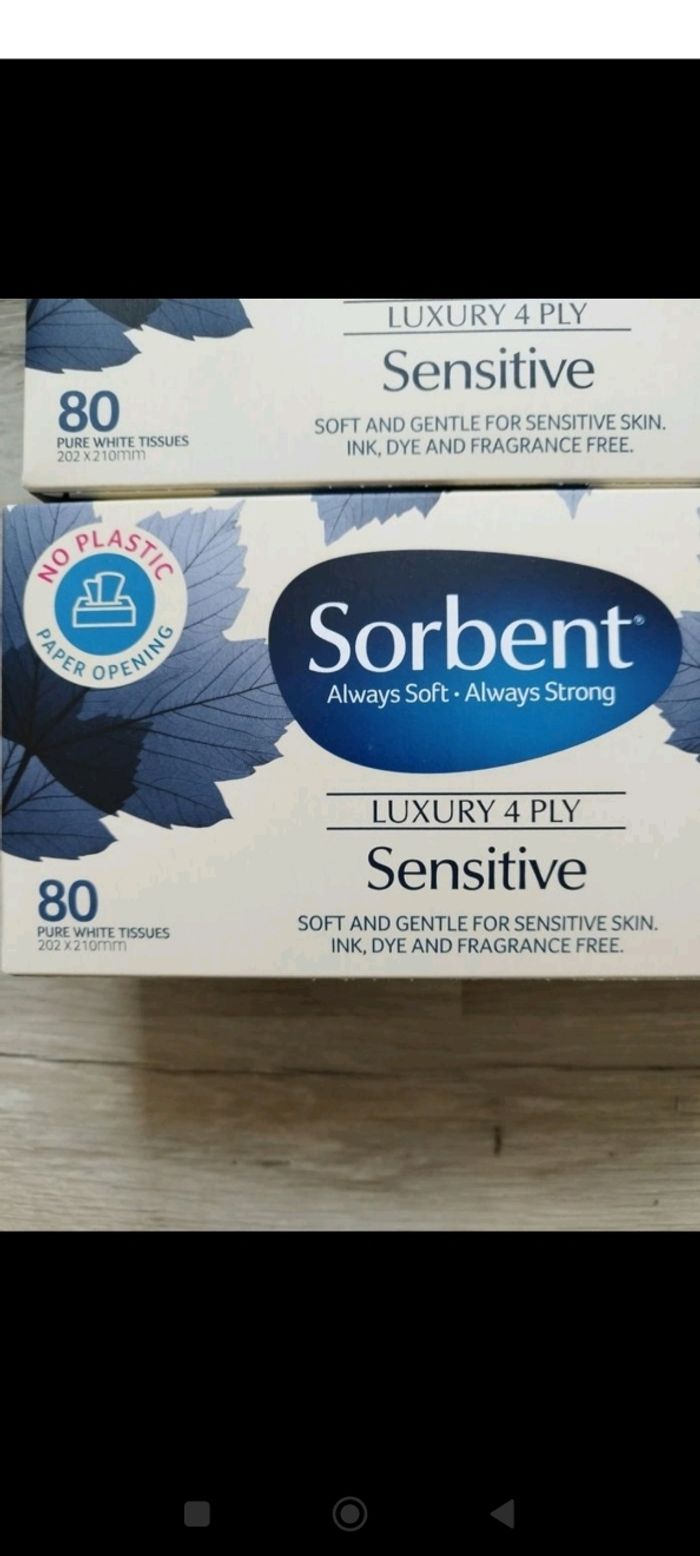 LUXURY 4 PLY
Sensitive
80
PURE WHITE TISSUES
202 X 210mm
SOFT AND GENTLE FOR SENSITIVE SKIN.
INK, DYE AND FRAGRANCE FREE.
NO PLASTIC
PAPER OPENING
Sorbent®
Always Soft · Always Strong
LUXURY 4 PLY
Sensitive
80
PURE WHITE TISSUES
202 X 210mm
SOFT AND GENTLE FOR SENSITIVE SKIN.
INK, DYE AND FRAGRANCE FREE.